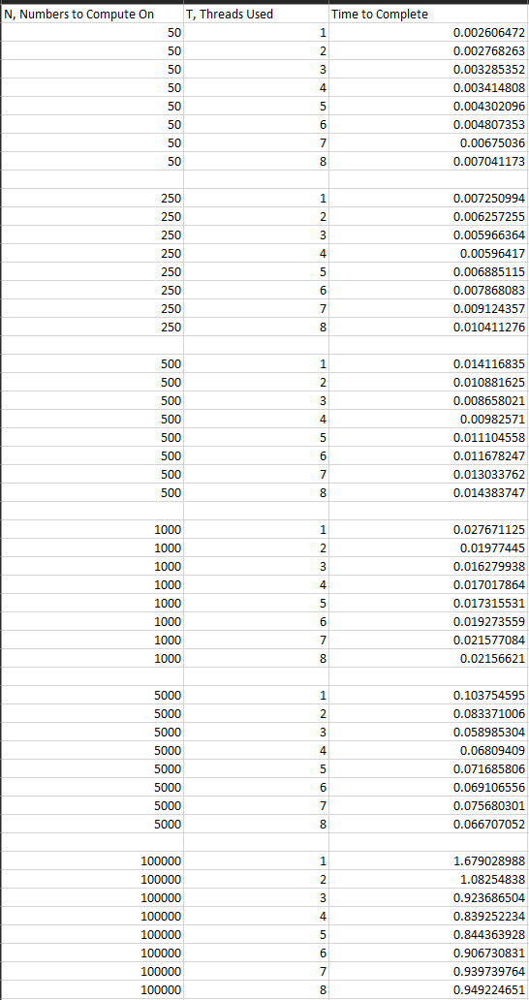 N, Numbers to Compute On T, Threads Used Time to Complete
50 1 0.002606472
50 2 0.002768263
50 3 0.003285352
50 4 0.003414808
50 5 0.004302096
50 6 0.004807353
50 7 0.00675036
50 8 0.007041173
250 1 0.007250994
250 2 0.006257255
250 3 0.005966364
250 4 0.00596417
250 5 0.006885115
250 6 0.007868083
250 7 0.009124357
250 8 0.010411276
500 1 0.014116835
500 2 0.010881625
500 3 0.008658021
500 4 0.00982571
500 5 0.011104558
500 6 0.011678247
500 7 0.013033762
500 8 0.014383747
1000 1 0.027671125
1000 2 0.01977445
1000 3 0.016279938
1000 4 0.017017864
1000 5 0.017315531
1000 6 0.019273559
1000 7 0.021577084
1000 8 0.02156621
5000 1 0.103754595
5000 2 0.083371006
5000 3 0.058985304
5000 4 0.06809409
5000 5 0.071685806
5000 6 0.069106556
5000 7 0.075680301
5000 8 0.066707052
100000 1 1.679028988
100000 2 1.08254838
100000 3 0.923686504
100000 4 0.839252234
100000 5 0.844363928
100000 6 0.906730831
100000 7 0.939739764
100000 8 0.949224651